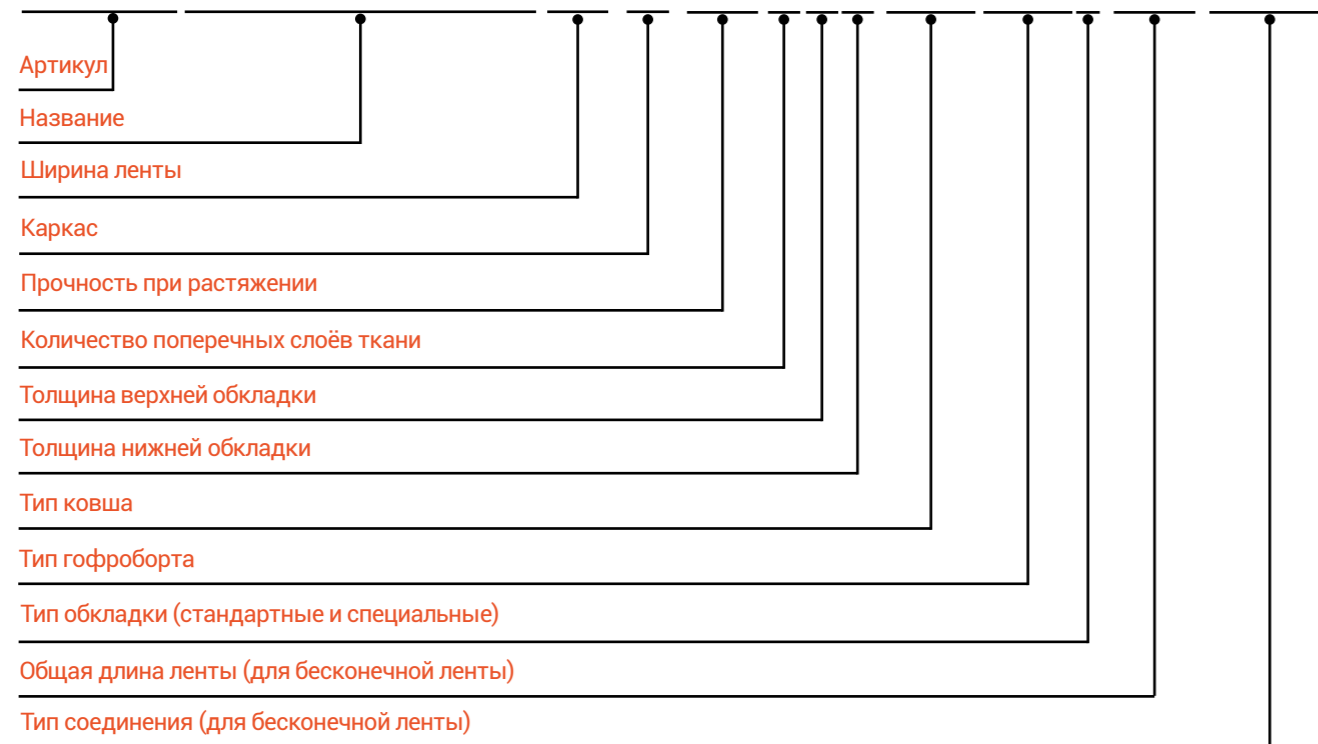 Артикул
Название
Ширина ленты
Каркас
Прочность при растяжении
Количество поперечных слоёв ткани
Толщина верхней обкладки
Толщина нижней обкладки
Тип ковша
Тип гофроборта
Тип обкладки (стандартные и специальные)
Общая длина ленты (для бесконечной ленты)
Тип соединения (для бесконечной ленты)